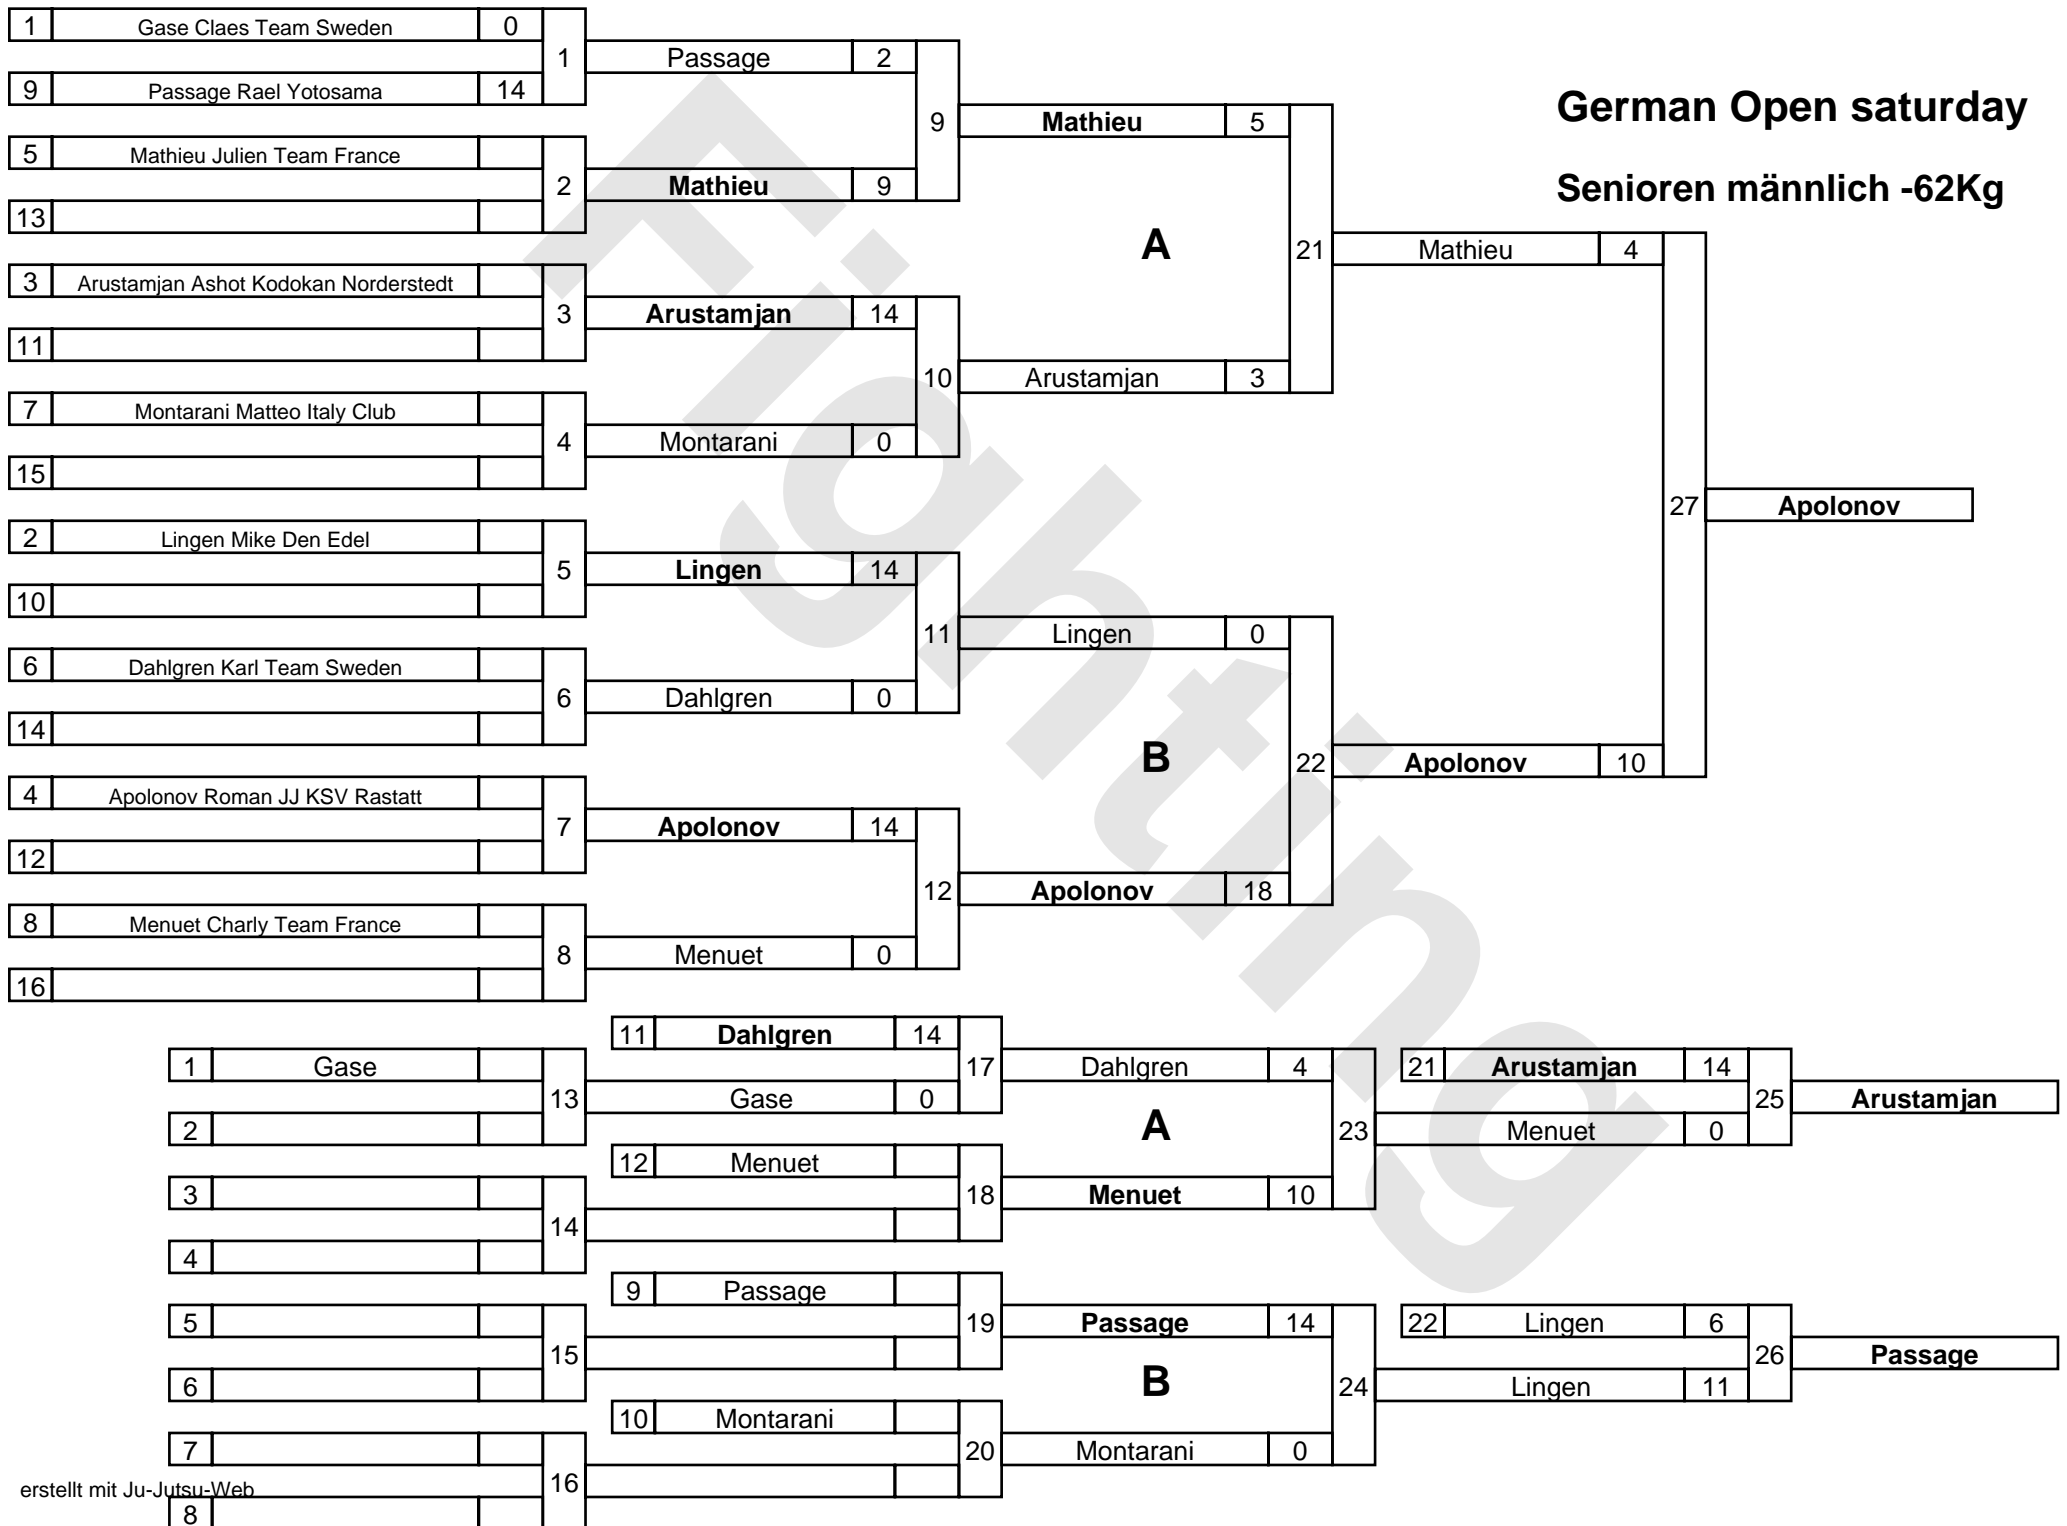 German Open saturday
Senioren männlich -62Kg
1 Gase Claes Team Sweden 0
1
Passage 2
9 Passage Rael Yotosama 14
9
Mathieu 5
5 Mathieu Julien Team France
2
Mathieu 9
13
A
21
Mathieu 4
3 Arustamjan Ashot Kodokan Norderstedt
3
Arustamjan 14
11
10
Arustamjan 3
7 Montarani Matteo Italy Club
4
Montarani 0
15
27
Apolonov
2 Lingen Mike Den Edel
5
Lingen 14
10
11
Lingen 0
6 Dahlgren Karl Team Sweden
6
Dahlgren 0
14
B
22
Apolonov 10
4 Apolonov Roman JJ KSV Rastatt
7
Apolonov 14
12
12
Apolonov 18
8 Menuet Charly Team France
8
Menuet 0
16
11 Dahlgren 14
1 Gase
17
Dahlgren 4
21 Arustamjan 14
13
Gase 0
25
Arustamjan
2
A
23
Menuet 0
12 Menuet
3
18
Menuet 10
14
4
9 Passage
5
19
Passage 14
22 Lingen 6
15
26
Passage
6
B
24
Lingen 11
10 Montarani
7
20
Montarani 0
16
erstellt mit Ju-Jutsu-Web
8
Fighting